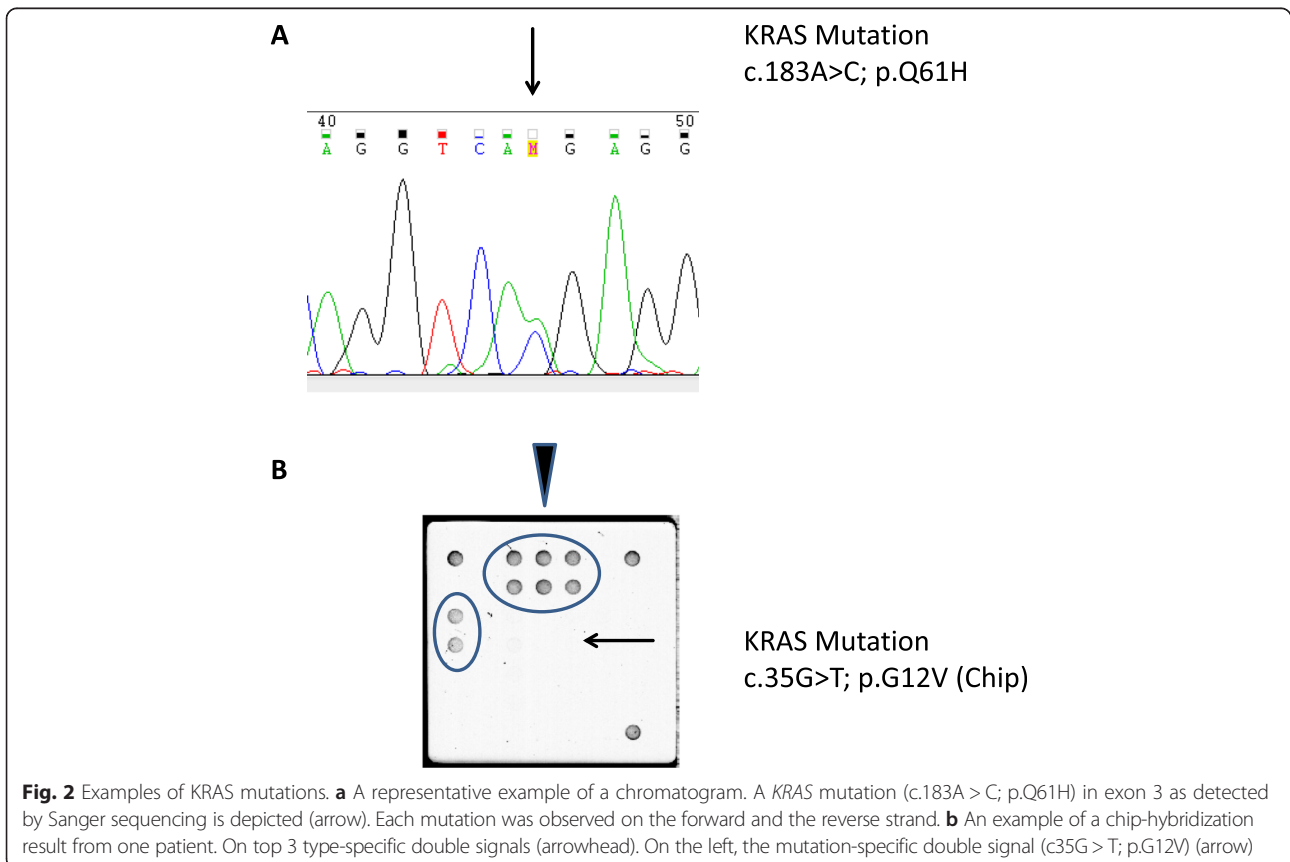 A
KRAS Mutation
c.183A>C; p.Q61H
40 50
A G G T C A M G A G G
B
KRAS Mutation
c.35G>T; p.G12V (Chip)
Fig. 2 Examples of KRAS mutations. a A representative example of a chromatogram. A KRAS mutation (c.183A > C; p.Q61H) in exon 3 as detected
by Sanger sequencing is depicted (arrow). Each mutation was observed on the forward and the reverse strand. b An example of a chip-hybridization
result from one patient. On top 3 type-specific double signals (arrowhead). On the left, the mutation-specific double signal (c35G > T; p.G12V) (arrow)